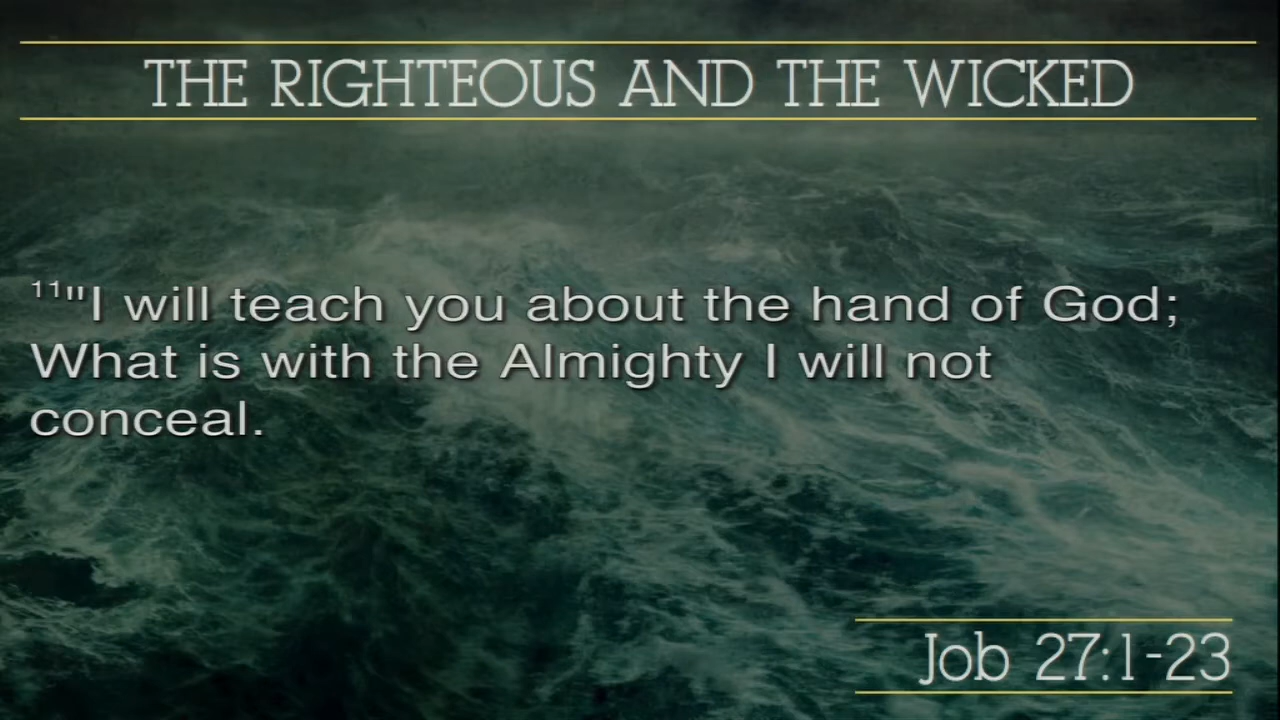 THE RIGHTEOUS AND THE WICKED
¹¹"I will teach you about the hand of God;
What is with the Almighty I will not
conceal.
Job 27:1-23